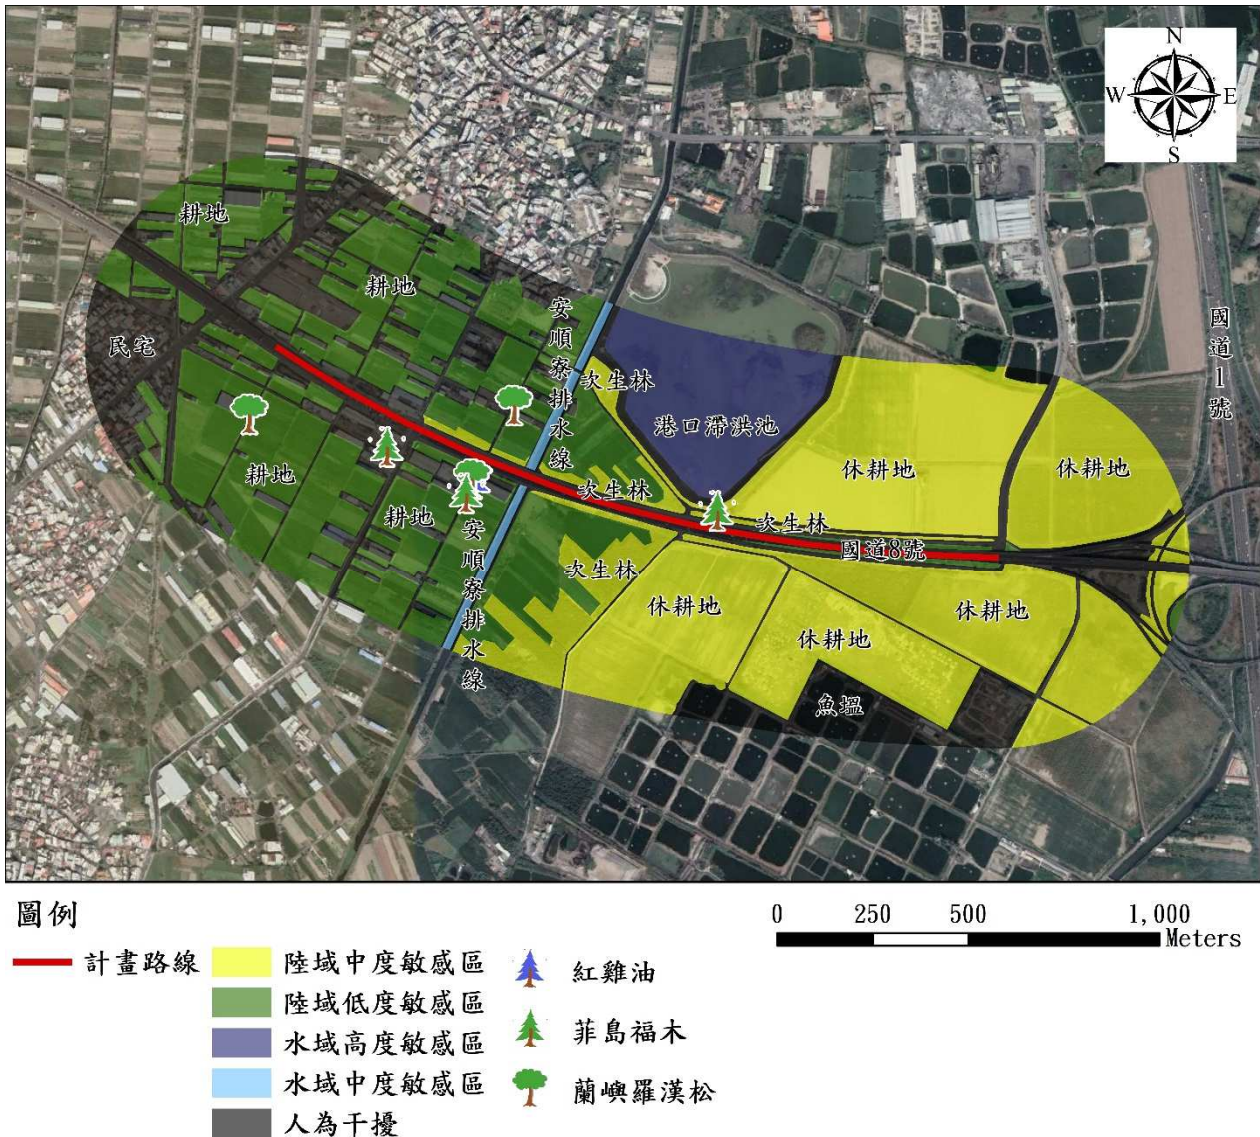 N
W E
S
耕地
耕地
民宅
安順寮排水線
次生林
港口滯洪池
國道1號
休耕地
休耕地
耕地
耕地
次生林
次生林
國道8號
安順寮排水線
次生林
休耕地
休耕地
休耕地
魚塭
圖例
計畫路線
陸域中度敏感區
陸域低度敏感區
水域高度敏感區
水域中度敏感區
人為干擾
紅雞油
菲島福木
蘭嶼羅漢松
0 250 500 1,000
Meters